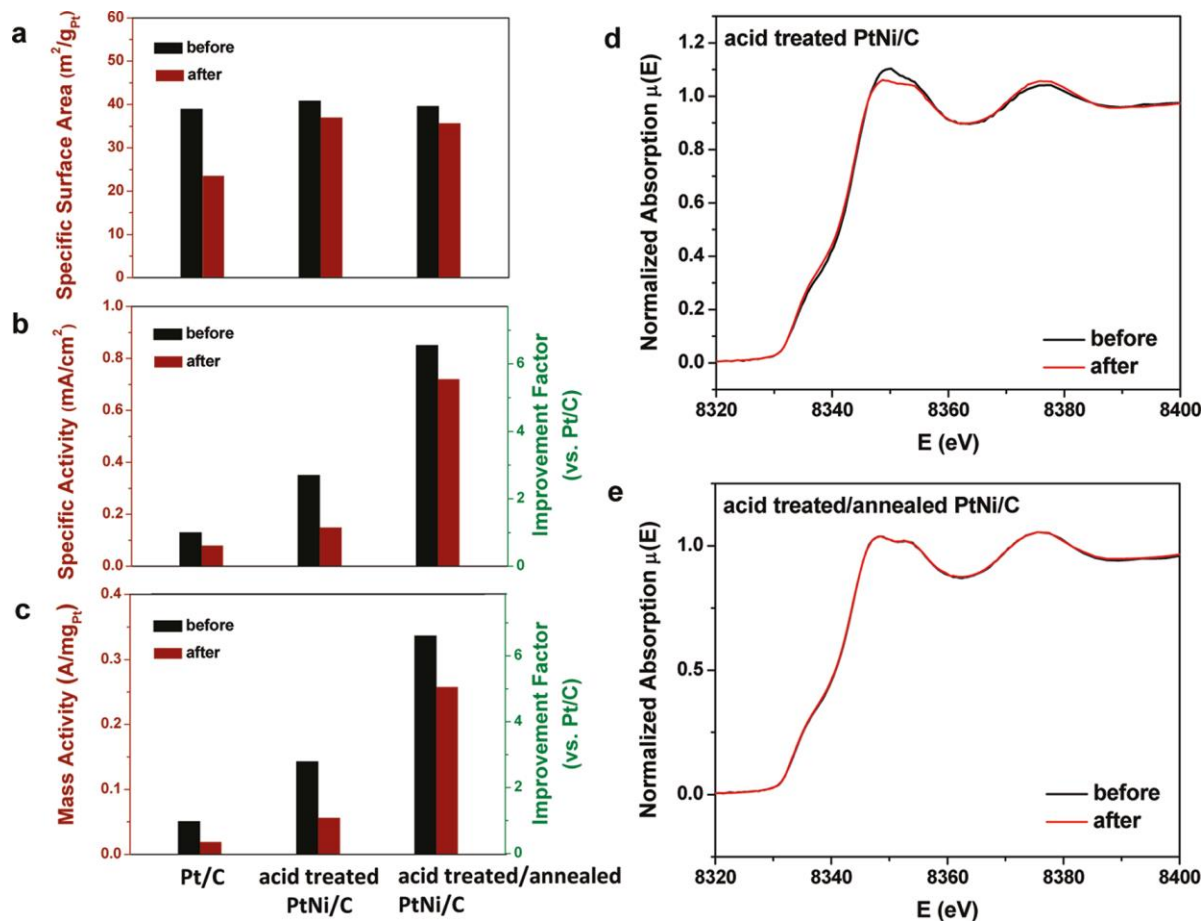 a
Specific Surface Area (m²/gPt)
60
50
40
30
20
10
0
before
after
b
Specific Activity (mA/cm²)
1.0
0.8
0.6
0.4
0.2
0.0
before
after
6
4
2
0
Improvement Factor
(vs. Pt/C)
c
Mass Activity (A/mgPt)
0.4
0.3
0.2
0.1
0.0
before
after
6
4
2
0
Improvement Factor
(vs. Pt/C)
Pt/C
acid treated
PtNi/C
acid treated/annealed
PtNi/C
d
acid treated PtNi/C
Normalized Absorption μ(E)
1.2
1.0
0.9
0.6
0.4
0.2
0.0
before
after
8320 8340 8360 8380 8400
E (eV)
e
acid treated/annealed PtNi/C
Normalized Absorption μ(E)
1.0
0.5
0.0
before
after
8320 8340 8360 8380 8400
E (eV)